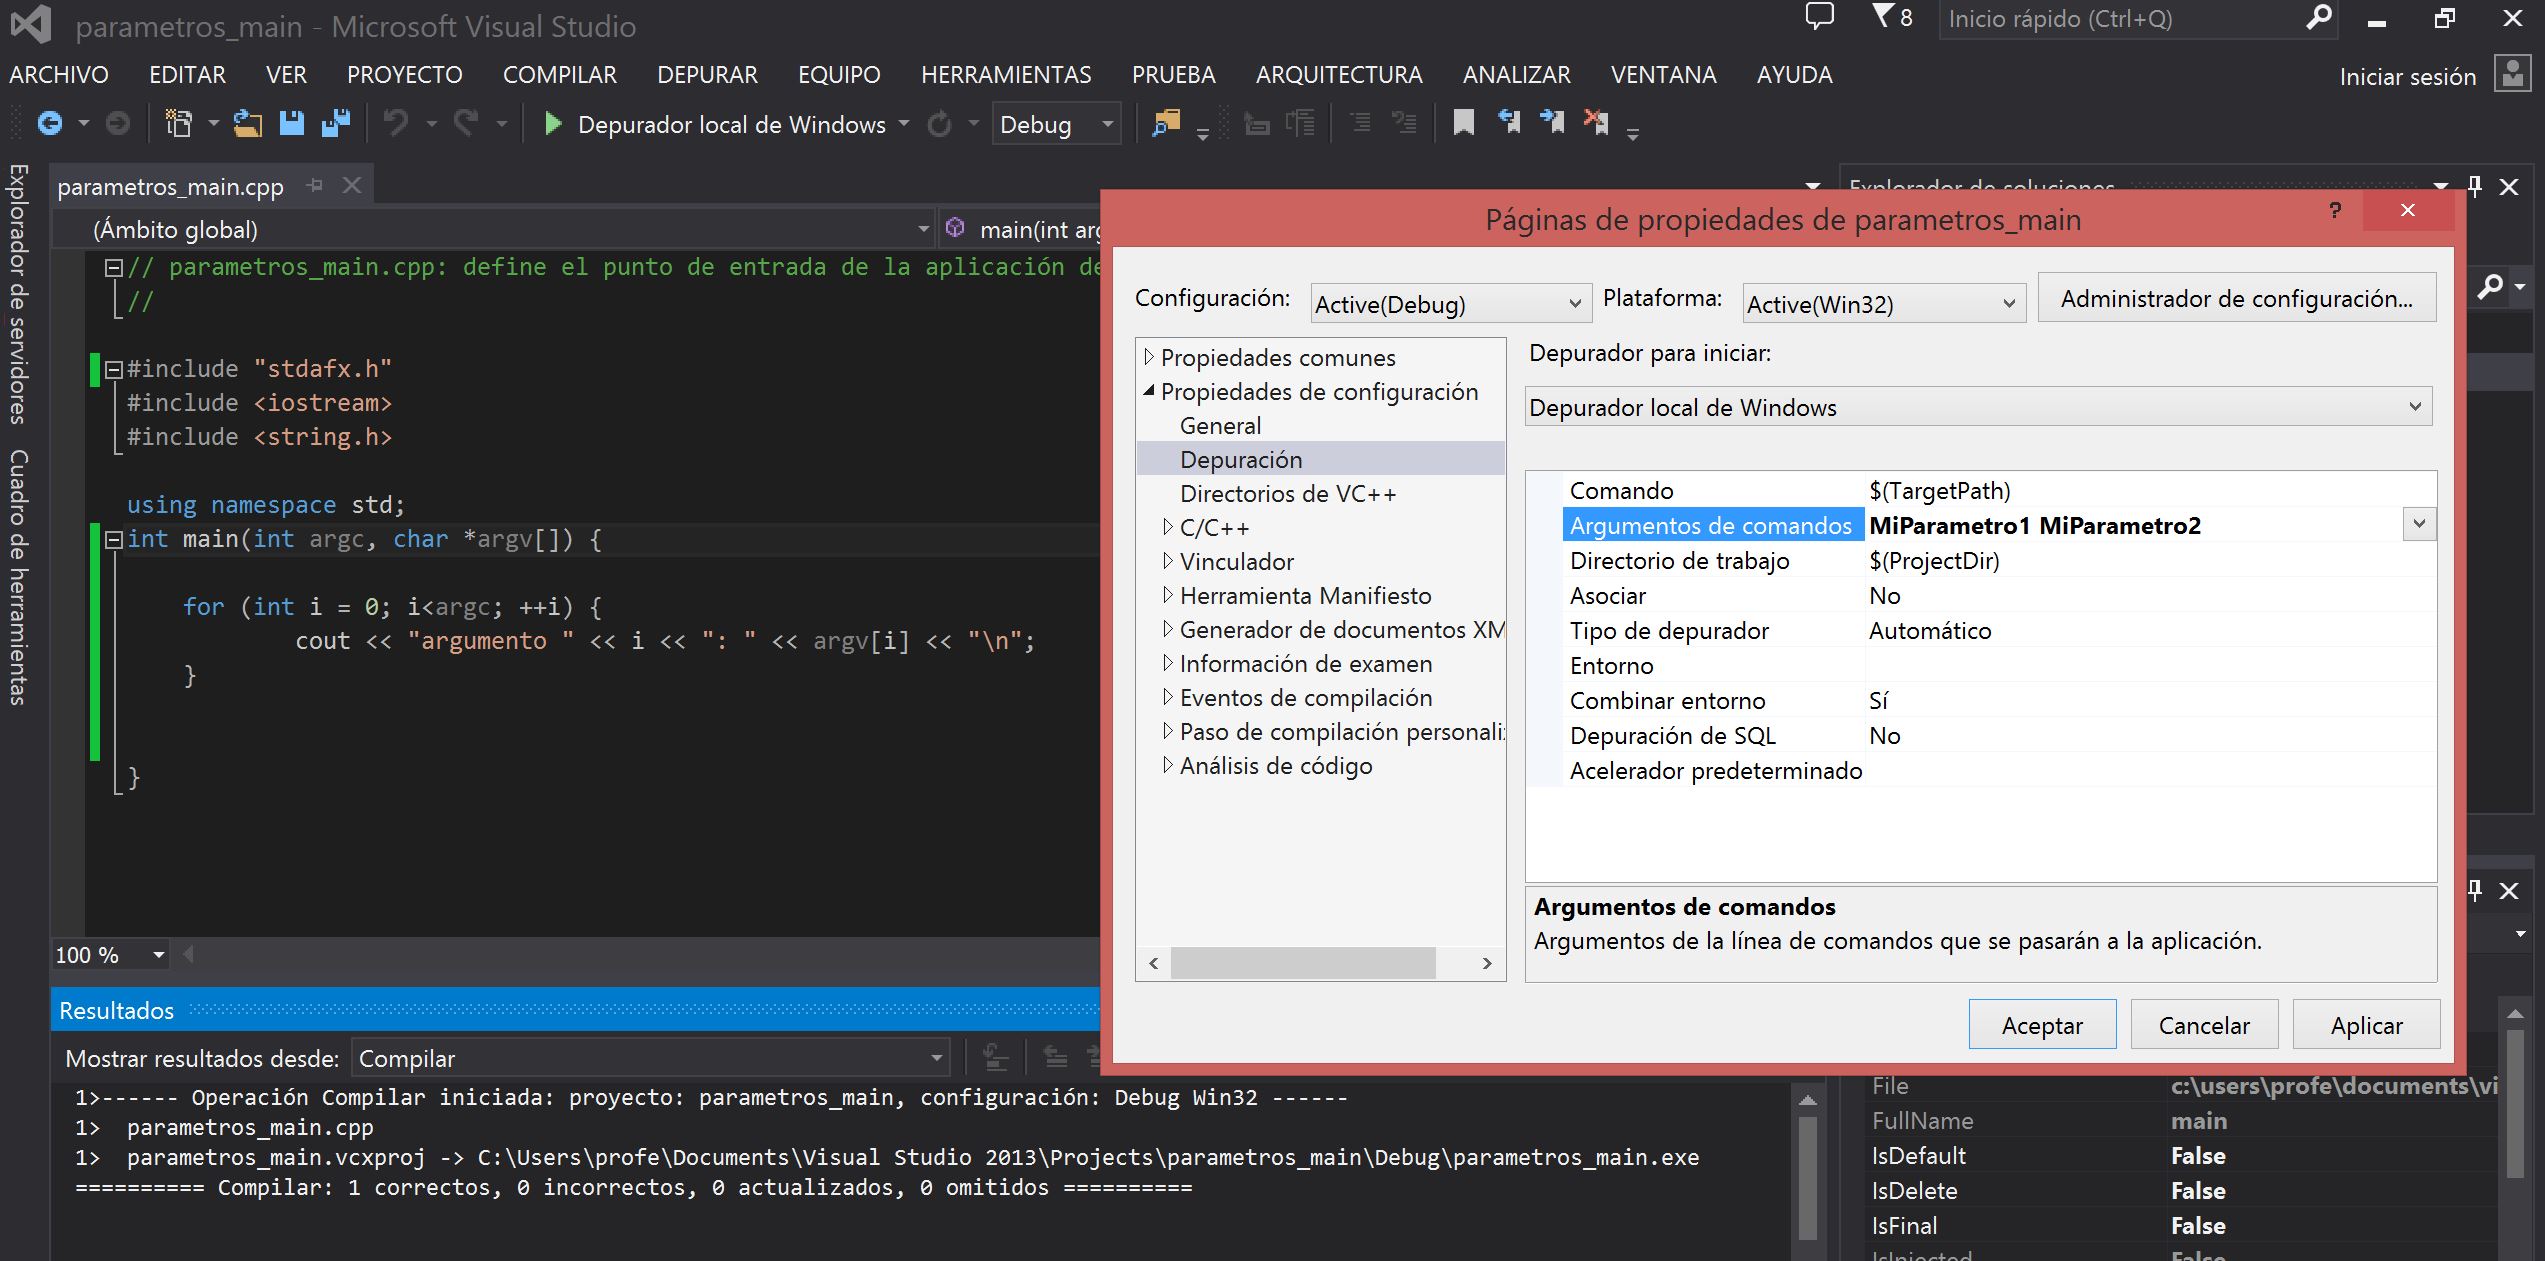 parametros_main - Microsoft Visual Studio
8
Inicio rápido (Ctrl+Q)
ARCHIVO EDITAR VER PROYECTO COMPILAR DEPURAR EQUIPO HERRAMIENTAS PRUEBA ARQUITECTURA ANALIZAR VENTANA AYUDA
Iniciar sesión
Depurador local de Windows
Debug
Explorador de servidores
Cuadro de herramientas
parametros_main.cpp
(Ámbito global)
main(int arg
// parametros_main.cpp: define el punto de entrada de la aplicación de
//
#include "stdafx.h"
#include <iostream>
#include <string.h>
using namespace std;
int main(int argc, char *argv[]) {
for (int i = 0; i<argc; ++i) {
cout << "argumento " << i << ": " << argv[i] << "\n";
}
}
100 %
Explorador de soluciones
Páginas de propiedades de parametros_main
?
Configuración:
Active(Debug)
Plataforma:
Active(Win32)
Administrador de configuración...
Propiedades comunes
Propiedades de configuración
General
Depuración
Directorios de VC++
C/C++
Vinculador
Herramienta Manifiesto
Generador de documentos XM
Información de examen
Eventos de compilación
Paso de compilación personali
Análisis de código
Depurador para iniciar:
Depurador local de Windows
Comando $(TargetPath)
Argumentos de comandos MiParametro1 MiParametro2
Directorio de trabajo $(ProjectDir)
Asociar No
Tipo de depurador Automático
Entorno
Combinar entorno Sí
Depuración de SQL No
Acelerador predeterminado
Argumentos de comandos
Argumentos de la línea de comandos que se pasarán a la aplicación.
Aceptar
Cancelar
Aplicar
Resultados
Mostrar resultados desde: Compilar
1>------ Operación Compilar iniciada: proyecto: parametros_main, configuración: Debug Win32 ------
1> parametros_main.cpp
1> parametros_main.vcxproj -> C:\Users\profe\Documents\Visual Studio 2013\Projects\parametros_main\Debug\parametros_main.exe
========== Compilar: 1 correctos, 0 incorrectos, 0 actualizados, 0 omitidos ==========
File c:\users\profe\documents\vi
FullName main
IsDefault False
IsDelete False
IsFinal False
IsInjected False